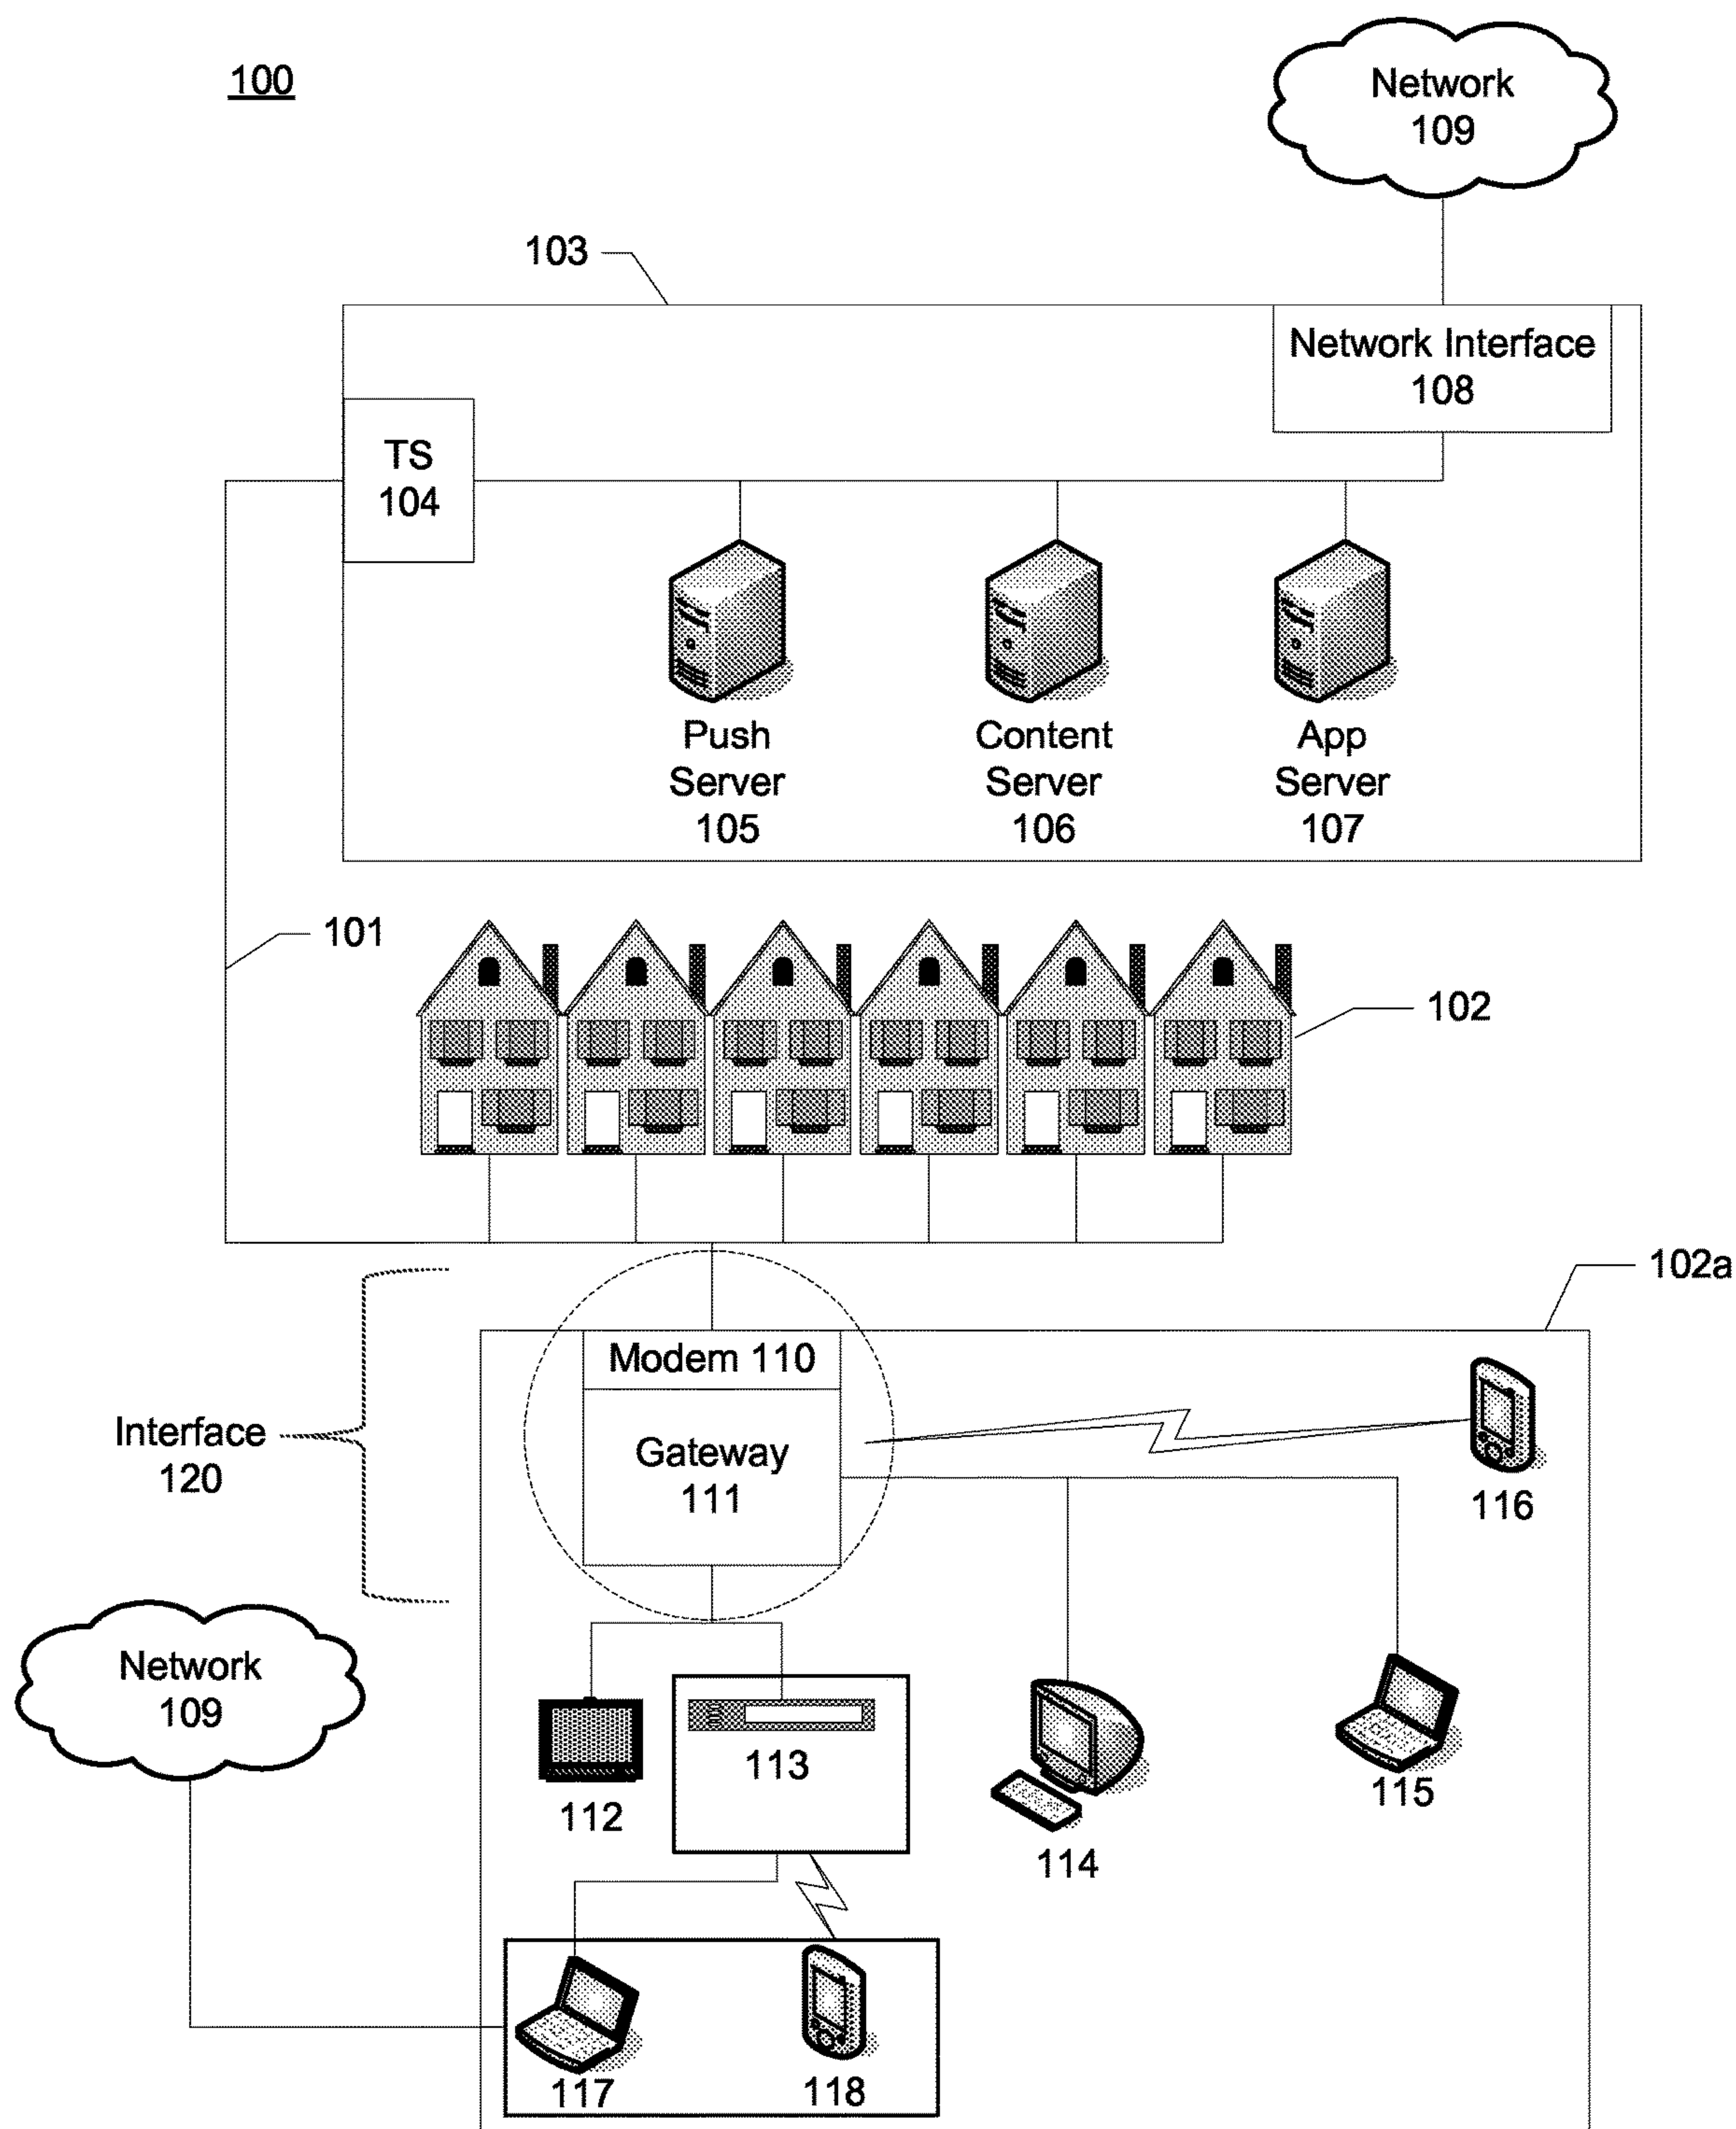 100
Network
109
103
Network Interface
108
TS
104
Push
Server
105
Content
Server
106
App
Server
107
101
102
102a
Modem 110
Interface
120
Gateway
111
116
Network
109
113
112
115
114
117
118